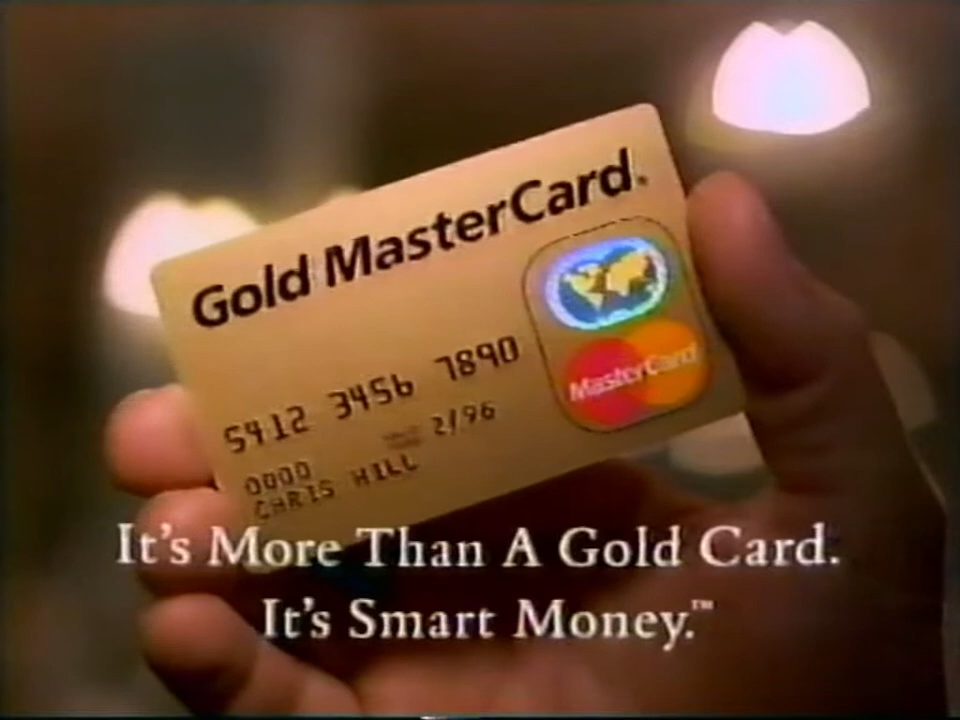 Gold MasterCard.
MasterCard
5412 3456 7890
2/96
0000
CHRIS HILL
It's More Than A Gold Card.
It's Smart Money.™